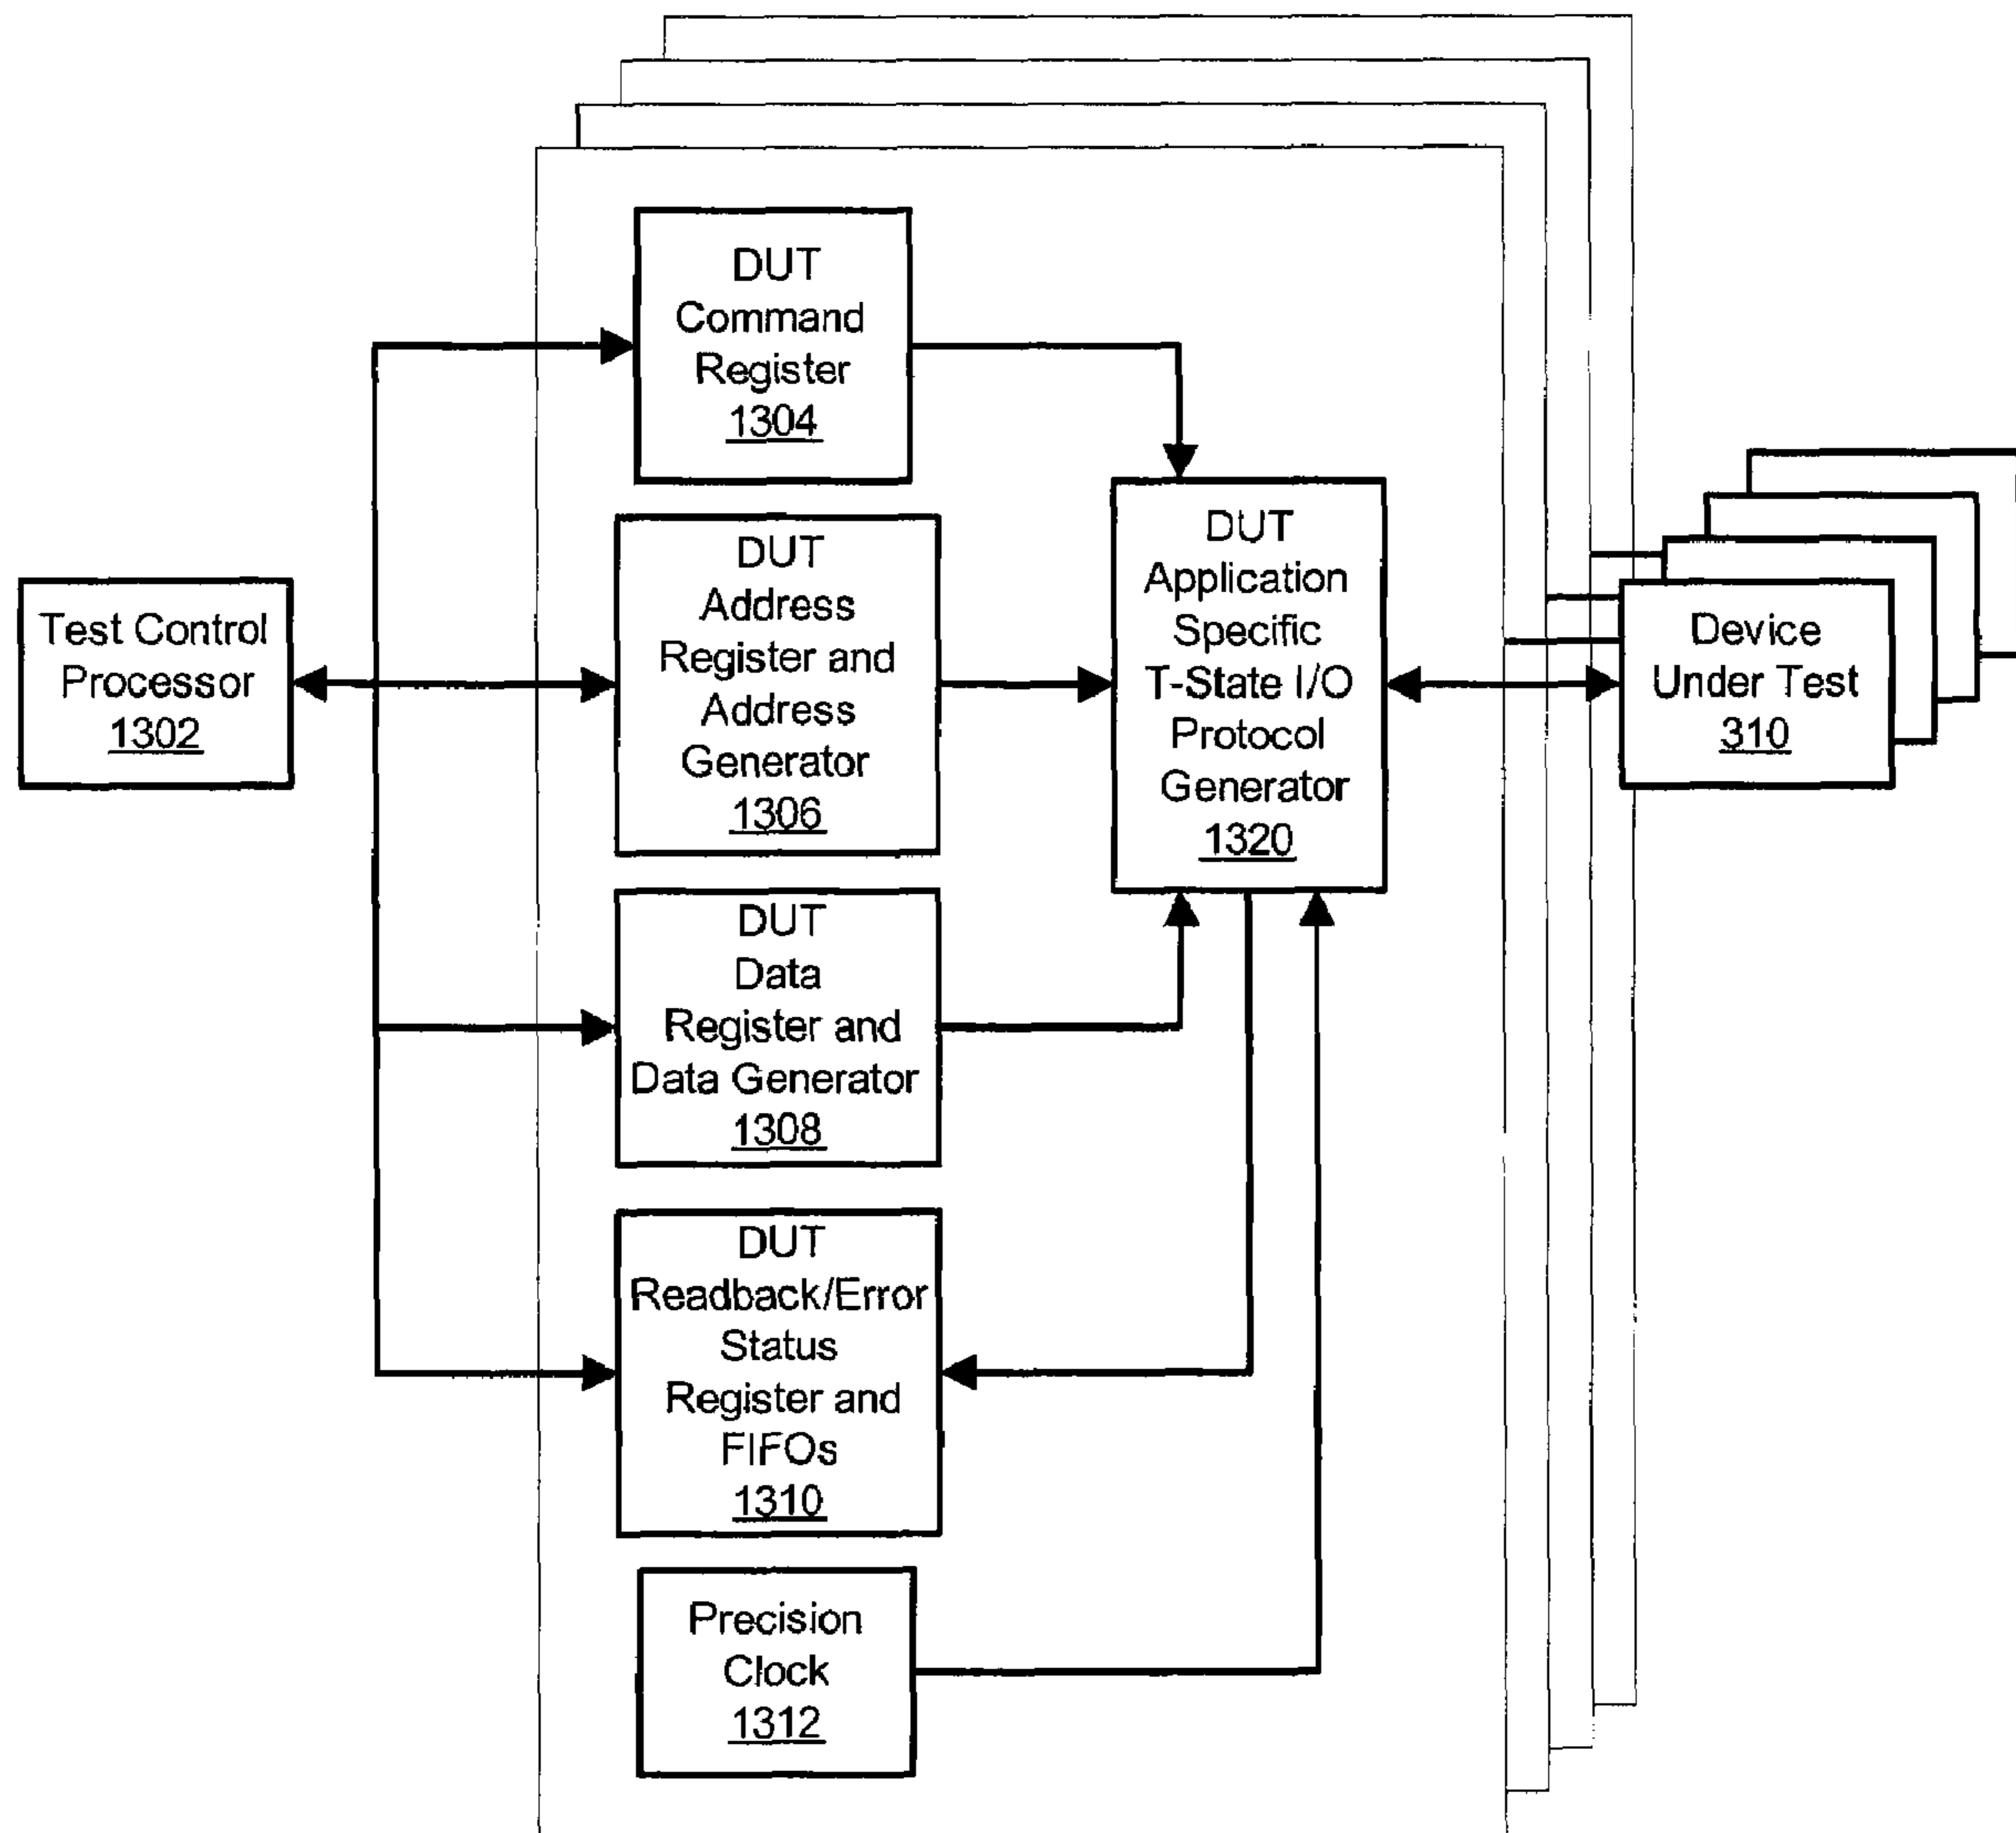 Test Control
Processor
1302
DUT
Command
Register
1304
DUT
Address
Register and
Address
Generator
1306
DUT
Data
Register and
Data Generator
1308
DUT
Readback/Error
Status
Register and
FIFOs
1310
Precision
Clock
1312
DUT
Application
Specific
T-State I/O
Protocol
Generator
1320
Device
Under Test
310